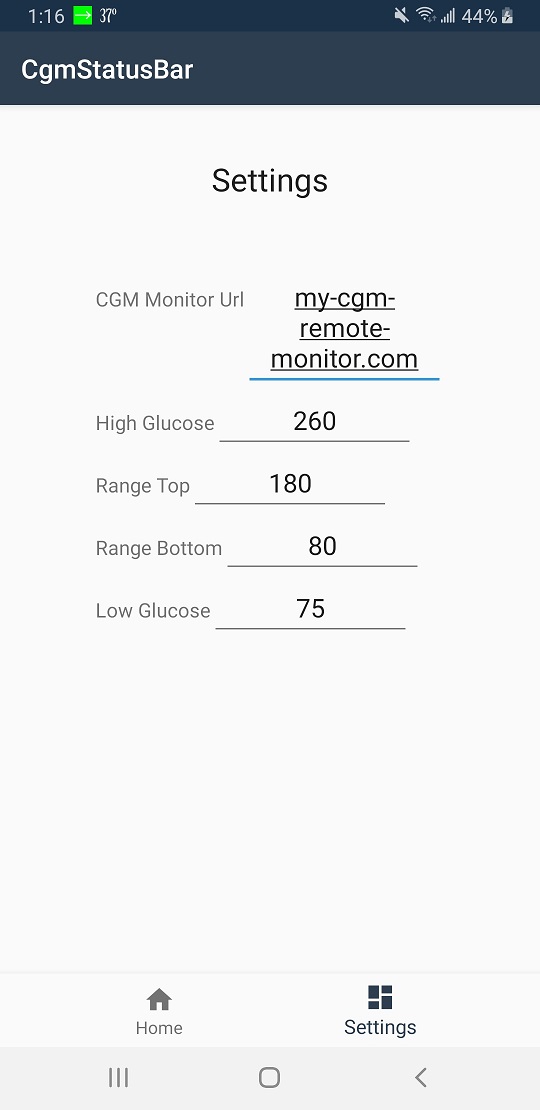 1:16 37° 44%
CgmStatusBar
Settings
CGM Monitor Url my-cgm-
remote-
monitor.com
High Glucose 260
Range Top 180
Range Bottom 80
Low Glucose 75
Home Settings